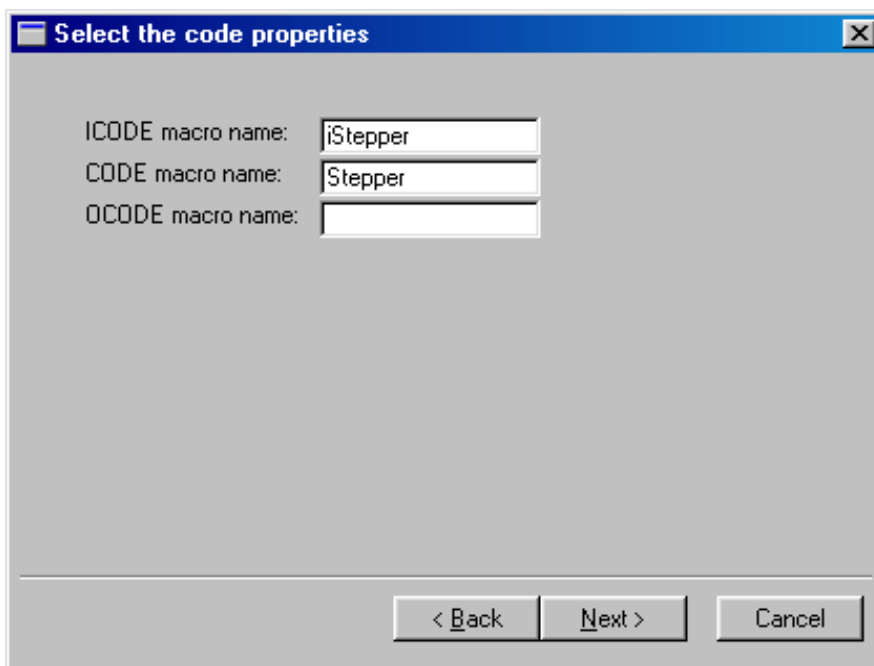 Select the code properties
ICODE macro name: iStepper
CODE macro name: Stepper
OCODE macro name:
< Back Next > Cancel